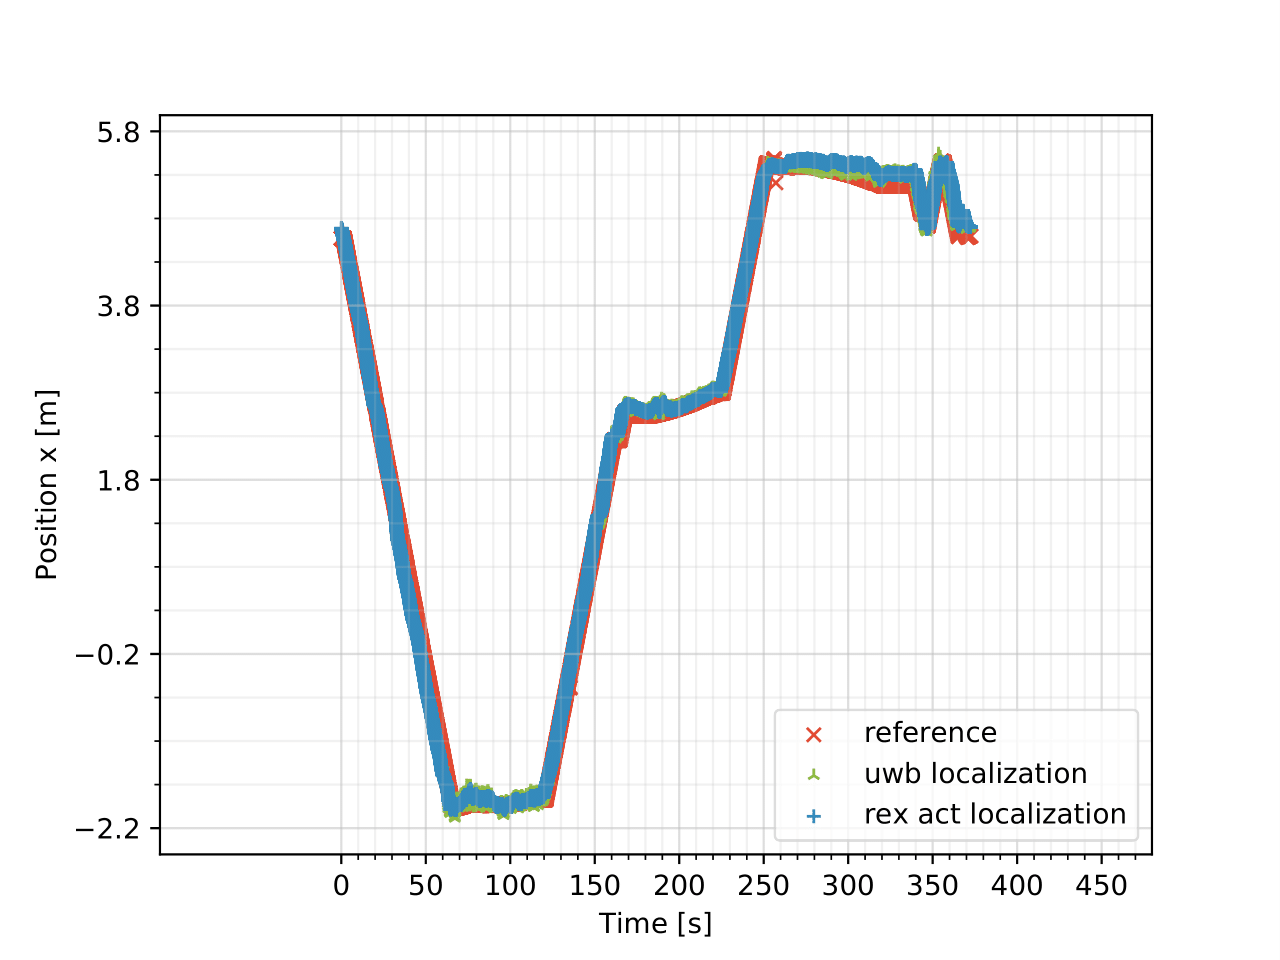 5.8
3.8
1.8
−0.2
−2.2
Position x [m]
0 50 100 150 200 250 300 350 400 450
Time [s]
reference
uwb localization
rex act localization